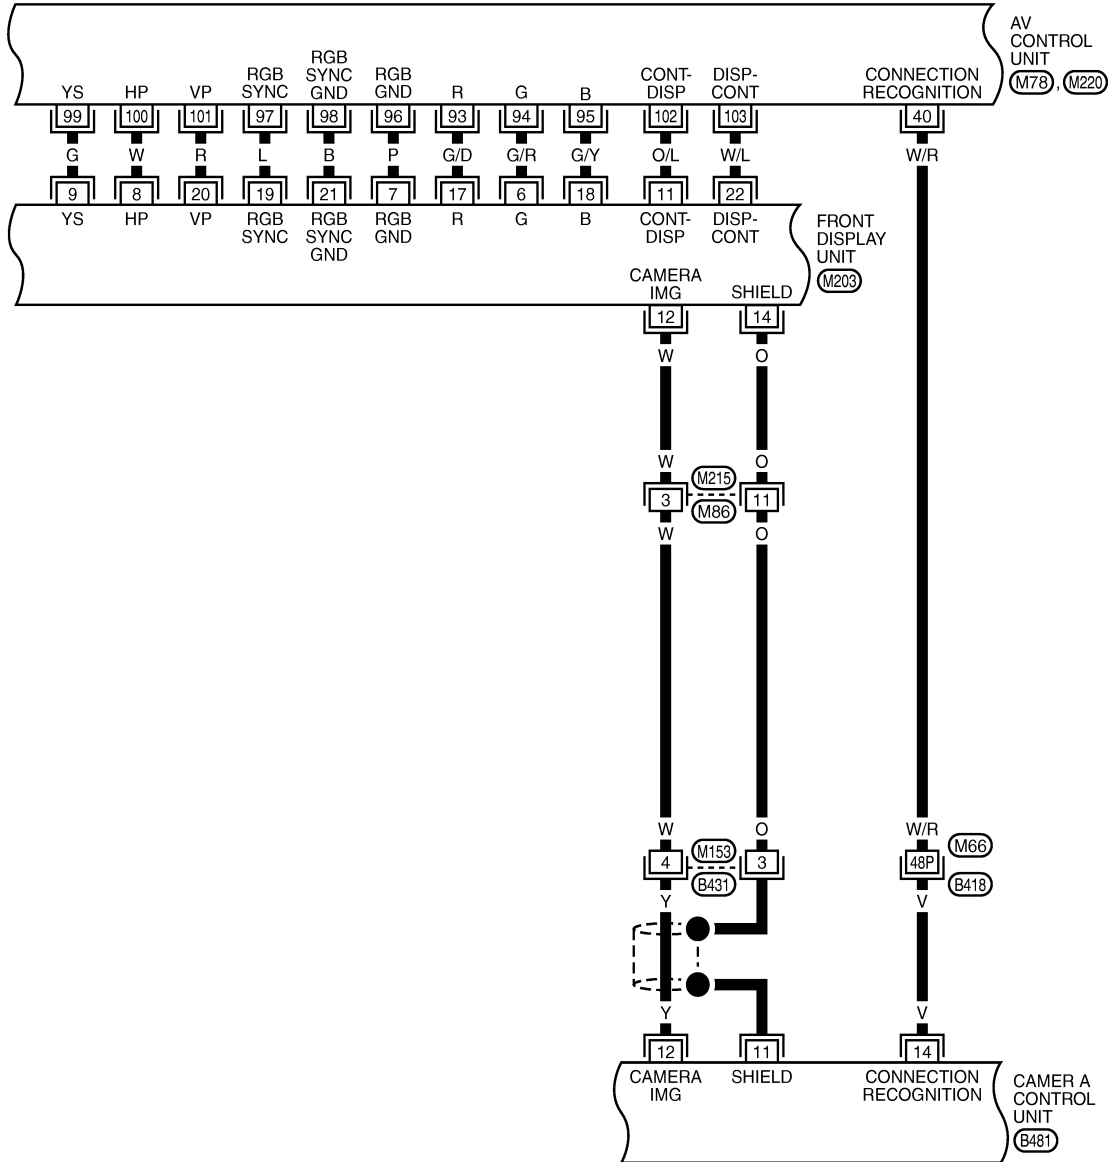 AV
CONTROL
UNIT
M78 , M220
YS HP VP RGB SYNC RGB SYNC GND RGB GND R G B CONT- DISP DISP- CONT CONNECTION RECOGNITION
99 100 101 97 98 96 93 94 95 102 103 40
G W R L B P G/D G/R G/Y O/L W/L W/R
9 8 20 19 21 7 17 6 18 11 22
YS HP VP RGB SYNC RGB SYNC GND RGB GND R G B CONT- DISP DISP- CONT
FRONT
DISPLAY
UNIT
M203
CAMERA
IMG SHIELD
12 14
W O
W O
M215
3 11
M86
W O
W O W/R
M153 M66
4 3 48P
B431 B418
Y V
Y V
12 11 14
CAMERA SHIELD CONNECTION
IMG RECOGNITION
CAMER A
CONTROL
UNIT
B481